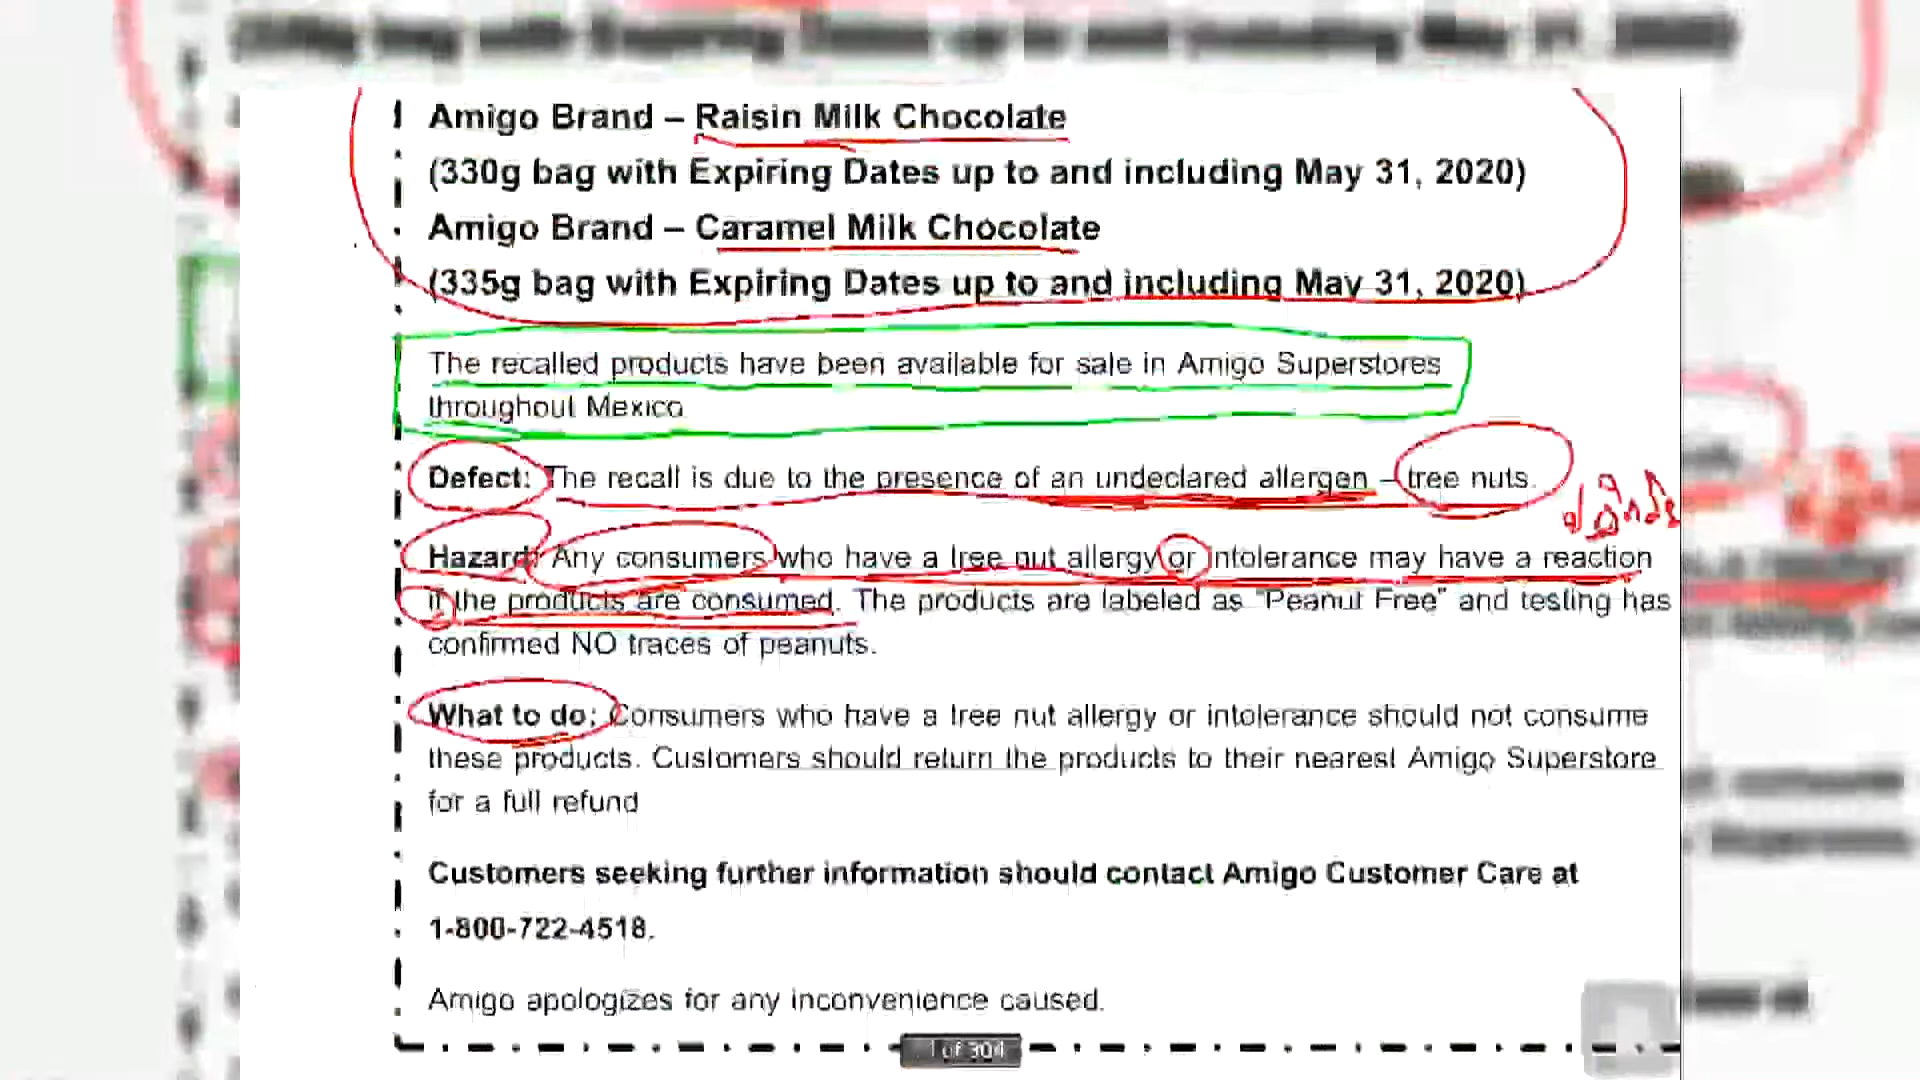 Amigo Brand – Raisin Milk Chocolate
(330g bag with Expiring Dates up to and including May 31, 2020)
Amigo Brand – Caramel Milk Chocolate
(335g bag with Expiring Dates up to and including May 31, 2020)
The recalled products have been available for sale in Amigo Superstores
throughout Mexico
Defect: The recall is due to the presence of an undeclared allergen – tree nuts.
Hazard: Any consumers who have a tree nut allergy or intolerance may have a reaction
if the products are consumed. The products are labeled as "Peanut Free" and testing has
confirmed NO traces of peanuts.
What to do: Consumers who have a tree nut allergy or intolerance should not consume
these products. Customers should return the products to their nearest Amigo Superstore
for a full refund
Customers seeking further information should contact Amigo Customer Care at
1-800-722-4518.
Amigo apologizes for any inconvenience caused.
1 of 304